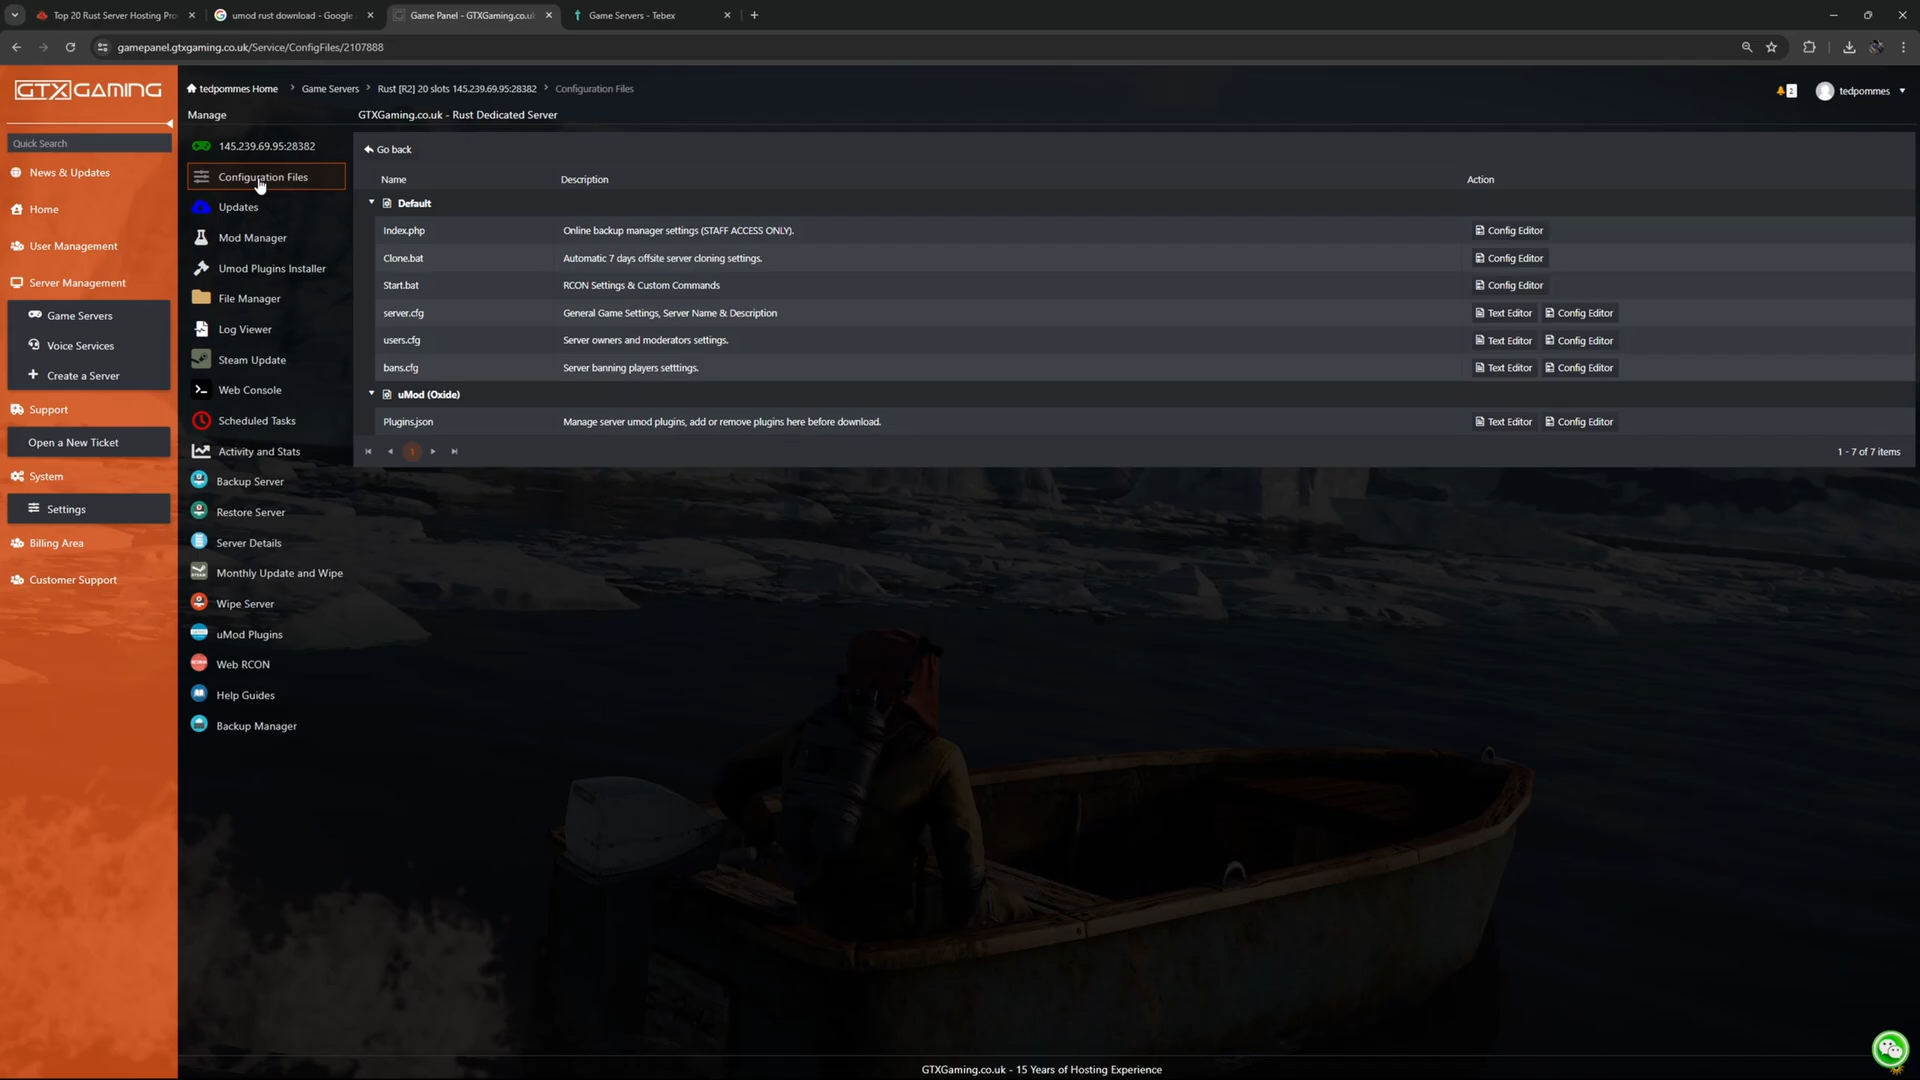 Top 20 Rust Server Hosting Pro
umod rust download - Google
Game Panel - GTXGaming.co.uk
Game Servers - Tebex
gamepanel.gtxgaming.co.uk/Service/ConfigFiles/2107888
GTXGAMING
tedpommes Home > Game Servers > Rust [R2] 20 slots 145.239.69.95:28382 > Configuration Files
2
tedpommes
Manage
GTXGaming.co.uk - Rust Dedicated Server
Quick Search
News & Updates
Home
User Management
Server Management
Game Servers
Voice Services
Create a Server
Support
Open a New Ticket
System
Settings
Billing Area
Customer Support
145.239.69.95:28382
Configuration Files
Updates
Mod Manager
Umod Plugins Installer
File Manager
Log Viewer
Steam Update
Web Console
Scheduled Tasks
Activity and Stats
Backup Server
Restore Server
Server Details
Monthly Update and Wipe
Wipe Server
uMod Plugins
Web RCON
Help Guides
Backup Manager
Go back
Name Description Action
Default
Index.php Online backup manager settings (STAFF ACCESS ONLY). Config Editor
Clone.bat Automatic 7 days offsite server cloning settings. Config Editor
Start.bat RCON Settings & Custom Commands Config Editor
server.cfg General Game Settings, Server Name & Description Text Editor Config Editor
users.cfg Server owners and moderators settings. Text Editor Config Editor
bans.cfg Server banning players setttings. Text Editor Config Editor
uMod (Oxide)
Plugins.json Manage server umod plugins, add or remove plugins here before download. Text Editor Config Editor
1
1 - 7 of 7 items
GTXGaming.co.uk - 15 Years of Hosting Experience